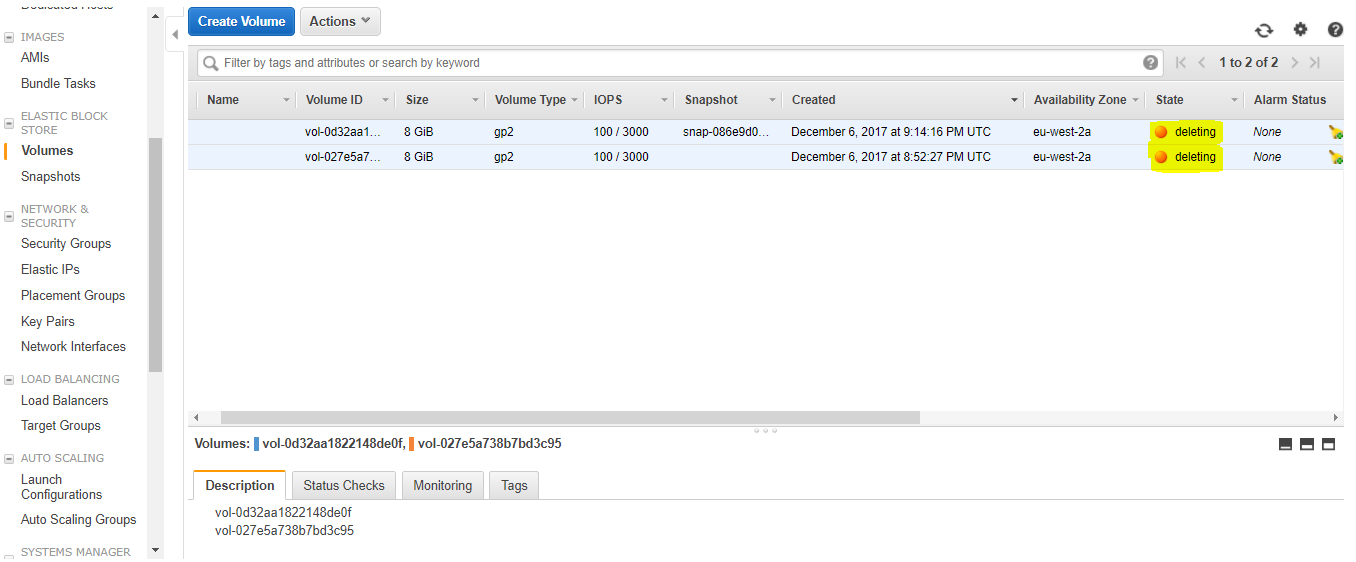 Dedicated Hosts
IMAGES
AMIs
Bundle Tasks
ELASTIC BLOCK
STORE
Volumes
Snapshots
NETWORK &
SECURITY
Security Groups
Elastic IPs
Placement Groups
Key Pairs
Network Interfaces
LOAD BALANCING
Load Balancers
Target Groups
AUTO SCALING
Launch
Configurations
Auto Scaling Groups
SYSTEMS MANAGER
Create Volume Actions
Filter by tags and attributes or search by keyword 1 to 2 of 2
Name Volume ID Size Volume Type IOPS Snapshot Created Availability Zone State Alarm Status
vol-0d32aa1... 8 GiB gp2 100 / 3000 snap-086e9d0... December 6, 2017 at 9:14:16 PM UTC eu-west-2a deleting None
vol-027e5a7... 8 GiB gp2 100 / 3000 December 6, 2017 at 8:52:27 PM UTC eu-west-2a deleting None
Volumes: vol-0d32aa1822148de0f, vol-027e5a738b7bd3c95
Description Status Checks Monitoring Tags
vol-0d32aa1822148de0f
vol-027e5a738b7bd3c95